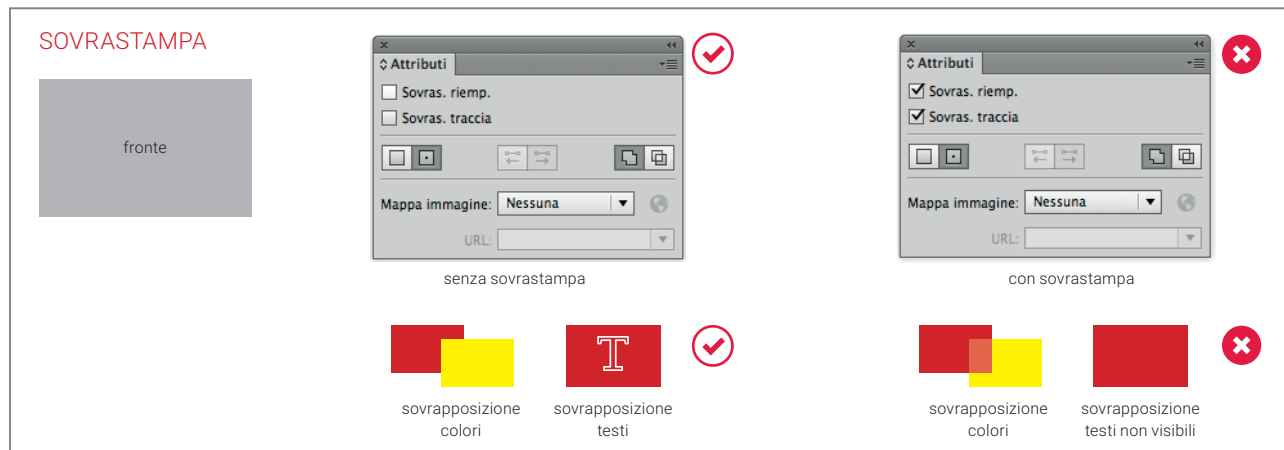 SOVRASTAMPA
fronte
Attributi
Sovras. riemp.
Sovras. traccia
Mappa immagine: Nessuna
URL:
senza sovrastampa
T
sovrapposizione
colori
sovrapposizione
testi
Attributi
Sovras. riemp.
Sovras. traccia
Mappa immagine: Nessuna
URL:
con sovrastampa
sovrapposizione
colori
sovrapposizione
testi non visibili